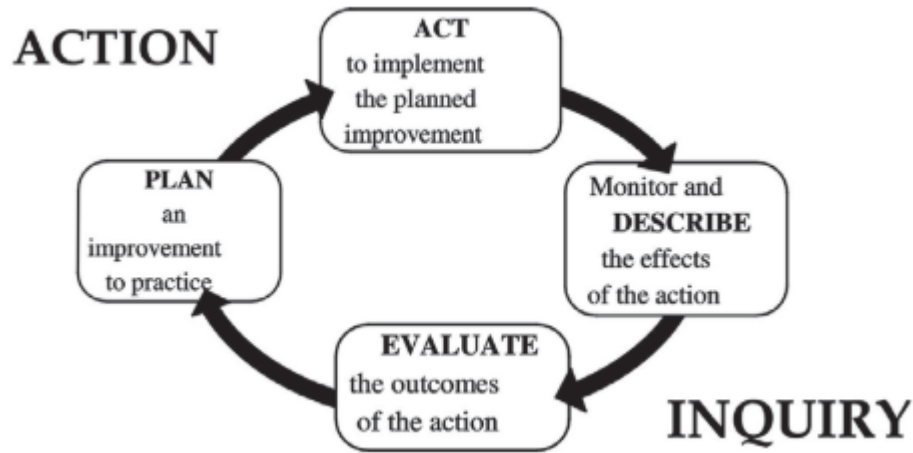 ACTION
ACT
to implement
the planned
improvement
PLAN
an
improvement
to practice
Monitor and
DESCRIBE
the effects
of the action
EVALUATE
the outcomes
of the action
INQUIRY